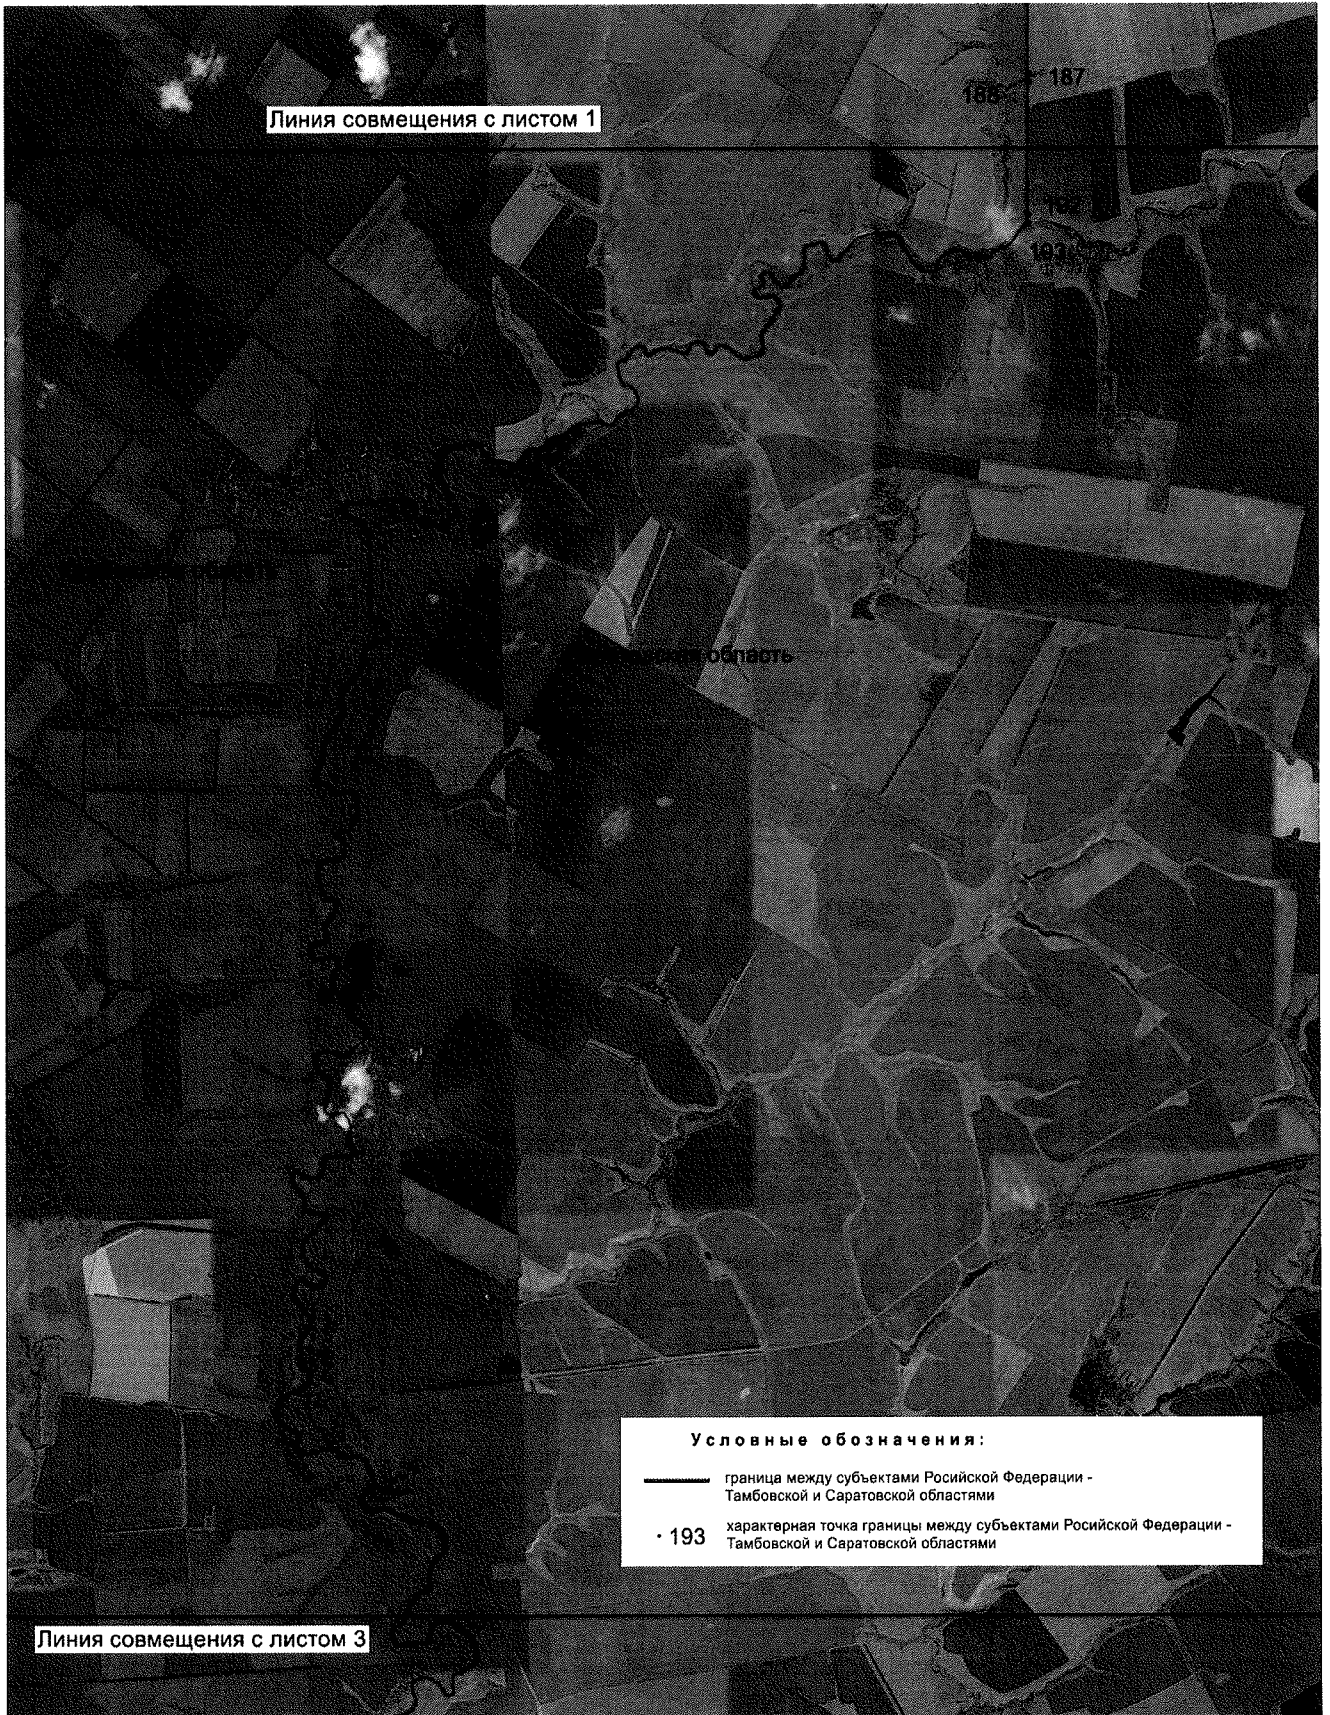 187
188
Линия совмещения с листом 1
192
193
область
Условные обозначения:
граница между субъектами Росийской Федерации -
Тамбовской и Саратовской областями
· 193
характерная точка границы между субъектами Росийской Федерации -
Тамбовской и Саратовской областями
Линия совмещения с листом 3